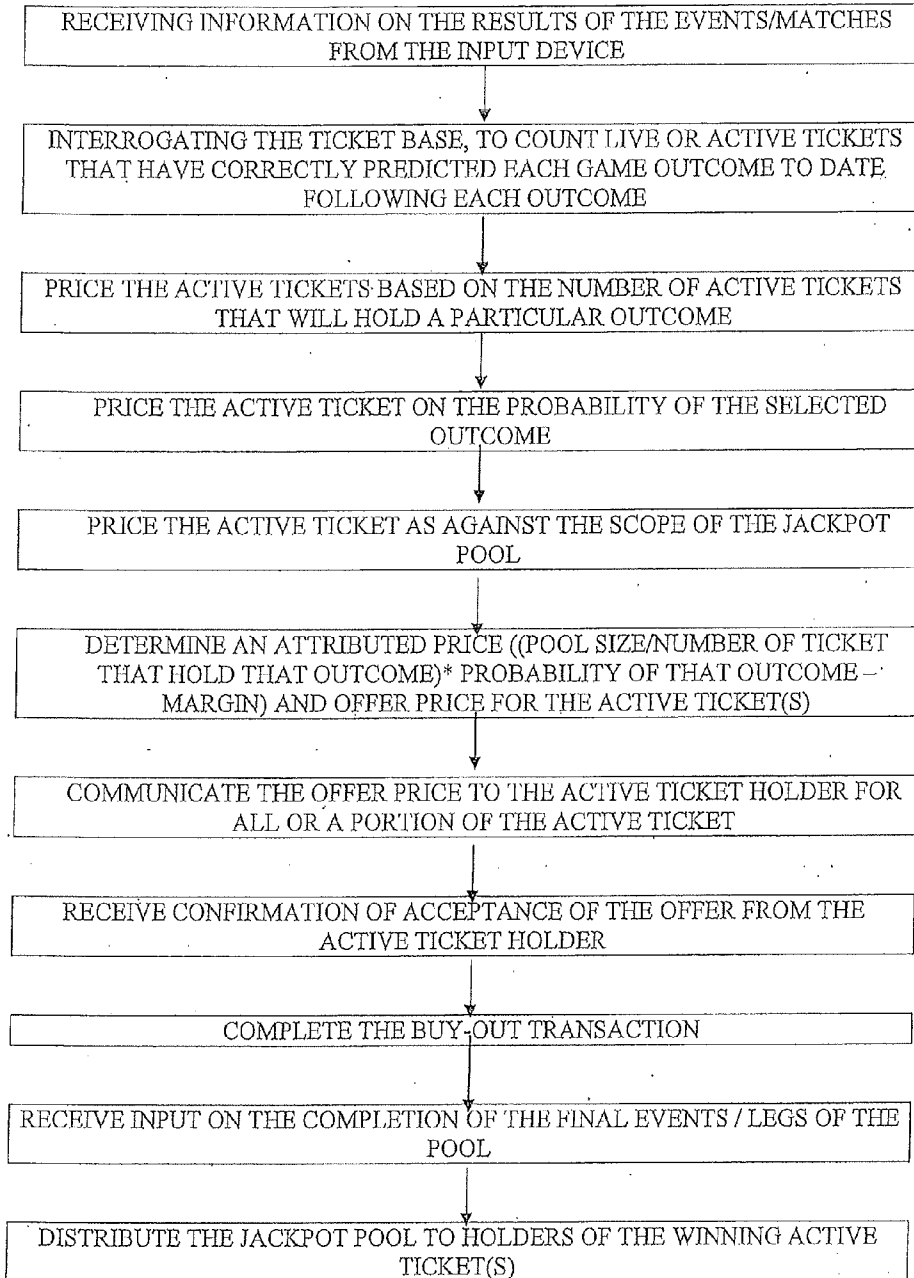 RECEIVING INFORMATION ON THE RESULTS OF THE EVENTS/MATCHES
FROM THE INPUT DEVICE
INTERROGATING THE TICKET BASE, TO COUNT LIVE OR ACTIVE TICKETS
THAT HAVE CORRECTLY PREDICTED EACH GAME OUTCOME TO DATE
FOLLOWING EACH OUTCOME
PRICE THE ACTIVE TICKETS BASED ON THE NUMBER OF ACTIVE TICKETS
THAT WILL HOLD A PARTICULAR OUTCOME
PRICE THE ACTIVE TICKET ON THE PROBABILITY OF THE SELECTED
OUTCOME
PRICE THE ACTIVE TICKET AS AGAINST THE SCOPE OF THE JACKPOT
POOL
DETERMINE AN ATTRIBUTED PRICE ((POOL SIZE/NUMBER OF TICKET
THAT HOLD THAT OUTCOME)* PROBABILITY OF THAT OUTCOME –
MARGIN) AND OFFER PRICE FOR THE ACTIVE TICKET(S)
COMMUNICATE THE OFFER PRICE TO THE ACTIVE TICKET HOLDER FOR
ALL OR A PORTION OF THE ACTIVE TICKET
RECEIVE CONFIRMATION OF ACCEPTANCE OF THE OFFER FROM THE
ACTIVE TICKET HOLDER
COMPLETE THE BUY-OUT TRANSACTION
RECEIVE INPUT ON THE COMPLETION OF THE FINAL EVENTS / LEGS OF THE
POOL
DISTRIBUTE THE JACKPOT POOL TO HOLDERS OF THE WINNING ACTIVE
TICKET(S)